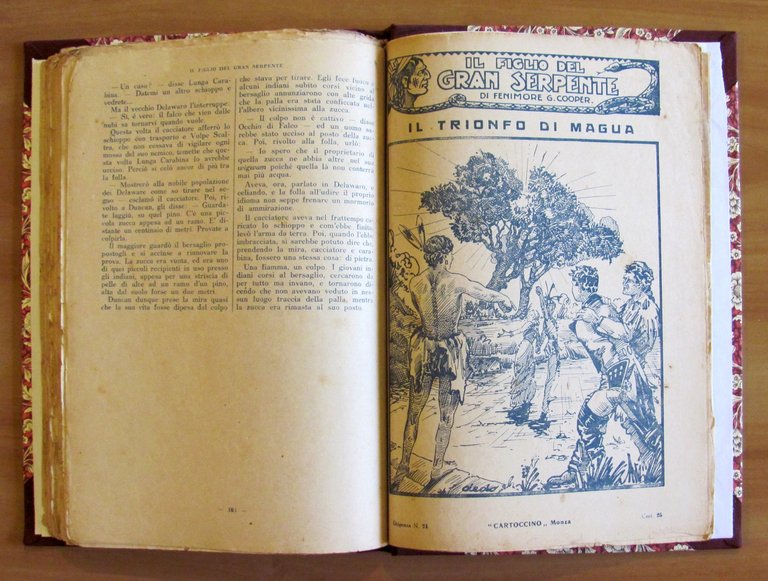 IL FIGLIO DEL GRAN SERPENTE
— Un caso? — disse Lunga Cara-
bina. — Datemi un altro schioppo e
vedrete...
Ma il vecchio Delawaro l'interruppe:
— Sì, è vero: il falco che vien dalle
nubi sa tornarvi quando vuole.
Questa volta il cacciatore afferrò lo
schioppo con trasporto e Volpe Scal-
tra, che non cessava di vigilare ogni
mossa del suo nemico, temette che que-
sta volta Lunga Carabina lo avrebbe
ucciso. Perciò si celò ancor di più tra
la folla.
— Mostrerò alla nobile popolazione
dei Delaware come so tirare nel se-
gno — esclamò il cacciatore. Poi, ri-
volto a Duncan, gli disse: — Guarda-
te laggiù, su quel pino. C'è una pic-
cola zucca appesa ad un ramo. E' di-
stante un centinaio di metri. Provate a
colpirla.
Il maggiore guardò il bersaglio pro-
postogli e si accinse a rinnovare la
prova. La zucca era vuota, ed era uno
di quei piccoli recipienti in uso presso
gli indiani, appesa per una striscia di
pelle di alce ad un ramo d'un pino,
alta dal suolo forse un due metri.
Duncan dunque prese la mira quasi
che la sua vita fosse dipesa dal colpo
che stava per tirare. Egli fece fuoco e
alcuni indiani subito corsi vicino al
bersaglio annunziarono con alte grida
che la palla era stata conficcata nel-
l'albero vicinissima alla zucca.
— Il colpo non è cattivo — disse
Occhio di Falco — ed un uomo sa-
rebbe stato ucciso al posto della zuc-
ca. Poi, rivolto alla folla, urlò:
— Io spero che il proprietario di
quella zucca ne abbia altre nel suo
wigwam poichè quella là non conterrà
mai più acqua.
Aveva, ora, parlato in Delaware, e
celiando, e la folla all'udire il proprio
idioma non seppe frenare un mormorio
di ammirazione.
Il cacciatore aveva nel frattempo ca-
ricato lo schioppo e com'ebbe finito
levò l'arma da terra. Poi, quando l'ebbe
imbracciata, si sarebbe potuto dire che,
prendendo la mira, cacciatore e cara-
bina, fossero una stessa cosa: di pietra.
Una fiamma, un colpo. I giovani in-
diani corsi al bersaglio, cercarono da
per tutto ma invano, e tornarono di-
cendo che non avevano veduto in nes-
sun luogo traccia della palla, mentre
la zucca era rimasta al suo posto.
IL FIGLIO DEL
GRAN SERPENTE
DI FENIMORE G. COOPER.
IL TRIONFO DI MAGUA
Dispensa N. 24
"CARTOCCINO„ Monza
Cent. 25